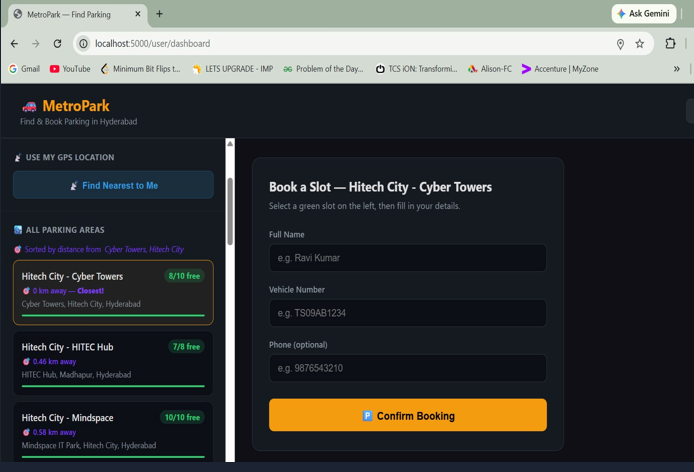 MetroPark — Find Parking
Ask Gemini
localhost:5000/user/dashboard
Gmail YouTube Minimum Bit Flips t... LETS UPGRADE - IMP Problem of the Day... TCS iON: Transformi... Alison-FC Accenture | MyZone »
MetroPark
Find & Book Parking in Hyderabad
USE MY GPS LOCATION
Find Nearest to Me
ALL PARKING AREAS
Sorted by distance from Cyber Towers, Hitech City
Hitech City - Cyber Towers 8/10 free
0 km away — Closest!
Cyber Towers, Hitech City, Hyderabad
Hitech City - HITEC Hub 7/8 free
0.46 km away
HITEC Hub, Madhapur, Hyderabad
Hitech City - Mindspace 10/10 free
0.58 km away
Mindspace IT Park, Hitech City, Hyderabad
Book a Slot — Hitech City - Cyber Towers
Select a green slot on the left, then fill in your details.
Full Name
e.g. Ravi Kumar
Vehicle Number
e.g. TS09AB1234
Phone (optional)
e.g. 9876543210
P Confirm Booking